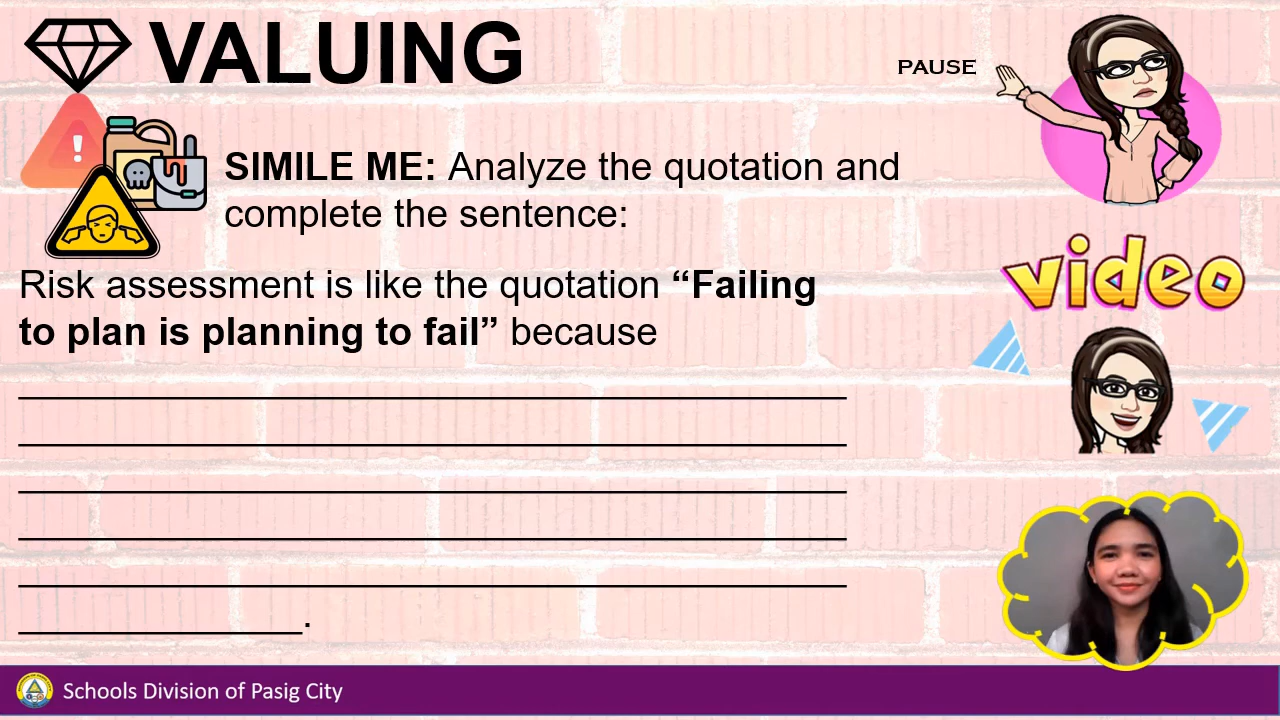 VALUING
PAUSE
SIMILE ME: Analyze the quotation and
complete the sentence:
Risk assessment is like the quotation “Failing
to plan is planning to fail” because
.
video
Schools Division of Pasig City